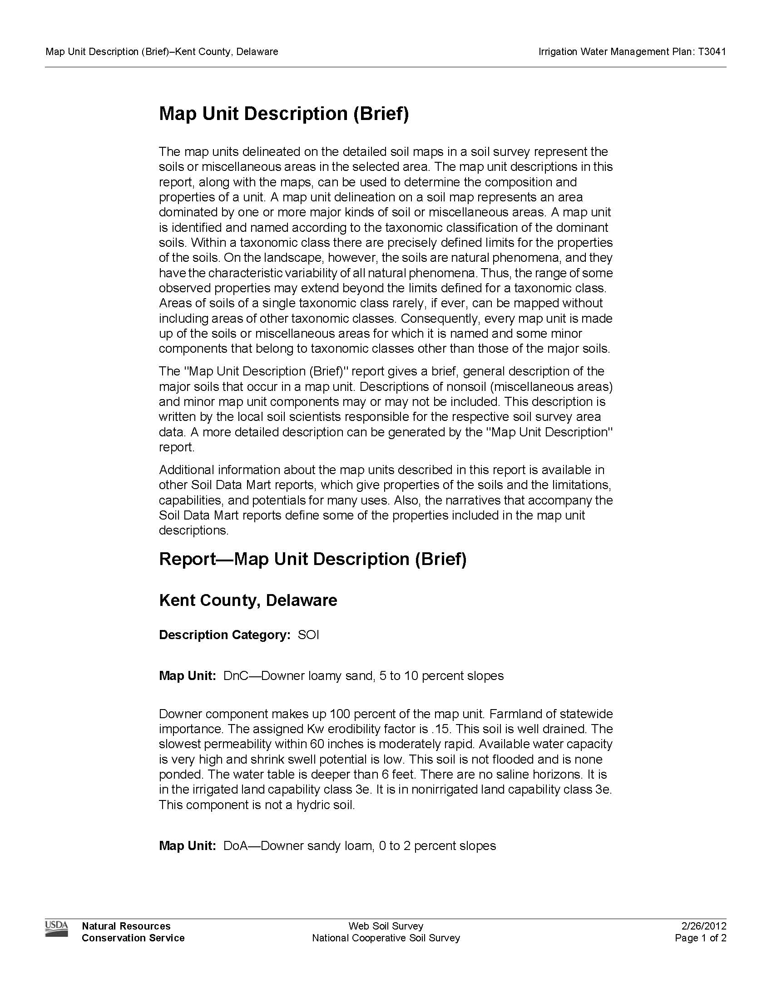 Map Unit Description (Brief)–Kent County, Delaware
Irrigation Water Management Plan: T3041
Map Unit Description (Brief)
The map units delineated on the detailed soil maps in a soil survey represent the
soils or miscellaneous areas in the selected area. The map unit descriptions in this
report, along with the maps, can be used to determine the composition and
properties of a unit. A map unit delineation on a soil map represents an area
dominated by one or more major kinds of soil or miscellaneous areas. A map unit
is identified and named according to the taxonomic classification of the dominant
soils. Within a taxonomic class there are precisely defined limits for the properties
of the soils. On the landscape, however, the soils are natural phenomena, and they
have the characteristic variability of all natural phenomena. Thus, the range of some
observed properties may extend beyond the limits defined for a taxonomic class.
Areas of soils of a single taxonomic class rarely, if ever, can be mapped without
including areas of other taxonomic classes. Consequently, every map unit is made
up of the soils or miscellaneous areas for which it is named and some minor
components that belong to taxonomic classes other than those of the major soils.
The "Map Unit Description (Brief)" report gives a brief, general description of the
major soils that occur in a map unit. Descriptions of nonsoil (miscellaneous areas)
and minor map unit components may or may not be included. This description is
written by the local soil scientists responsible for the respective soil survey area
data. A more detailed description can be generated by the "Map Unit Description"
report.
Additional information about the map units described in this report is available in
other Soil Data Mart reports, which give properties of the soils and the limitations,
capabilities, and potentials for many uses. Also, the narratives that accompany the
Soil Data Mart reports define some of the properties included in the map unit
descriptions.
Report—Map Unit Description (Brief)
Kent County, Delaware
Description Category: SOI
Map Unit: DnC—Downer loamy sand, 5 to 10 percent slopes
Downer component makes up 100 percent of the map unit. Farmland of statewide
importance. The assigned Kw erodibility factor is .15. This soil is well drained. The
slowest permeability within 60 inches is moderately rapid. Available water capacity
is very high and shrink swell potential is low. This soil is not flooded and is none
ponded. The water table is deeper than 6 feet. There are no saline horizons. It is
in the irrigated land capability class 3e. It is in nonirrigated land capability class 3e.
This component is not a hydric soil.
Map Unit: DoA—Downer sandy loam, 0 to 2 percent slopes
USDA
Natural Resources
Conservation Service
Web Soil Survey
National Cooperative Soil Survey
2/26/2012
Page 1 of 2